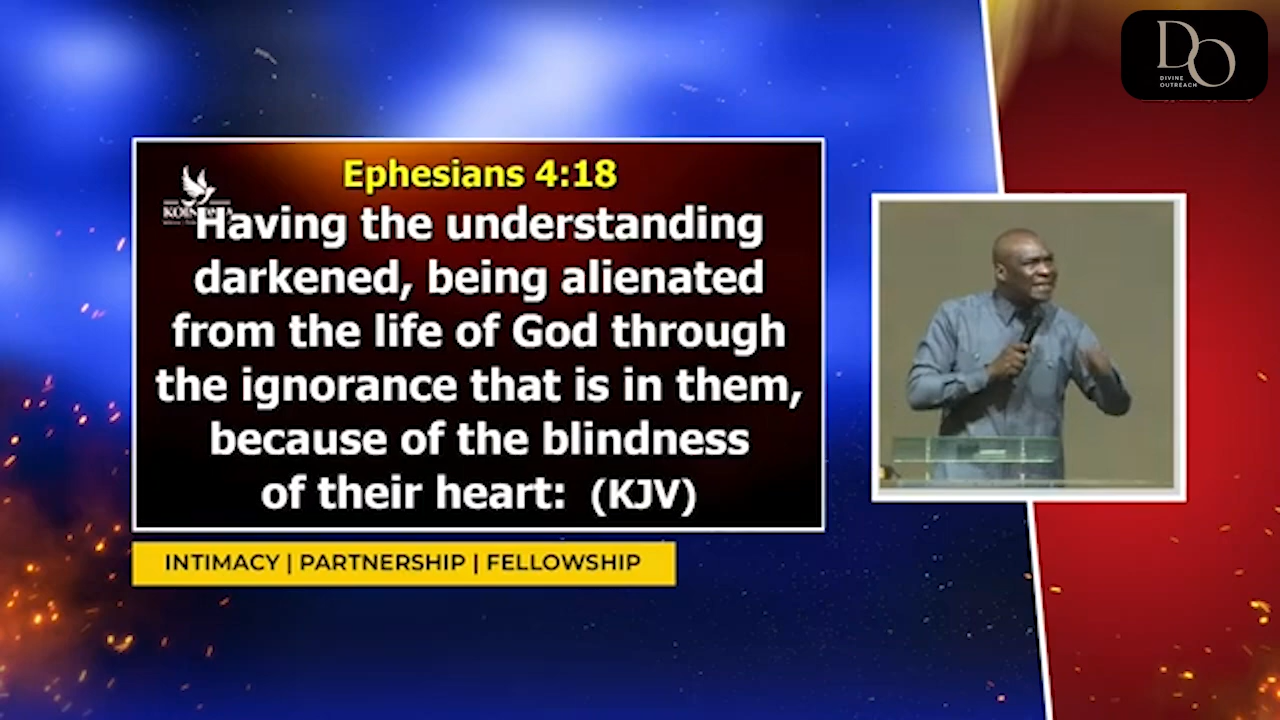 DO
DIVINE
OUTREACH
Ephesians 4:18
Having the understanding
darkened, being alienated
from the life of God through
the ignorance that is in them,
because of the blindness
of their heart: (KJV)
INTIMACY | PARTNERSHIP | FELLOWSHIP